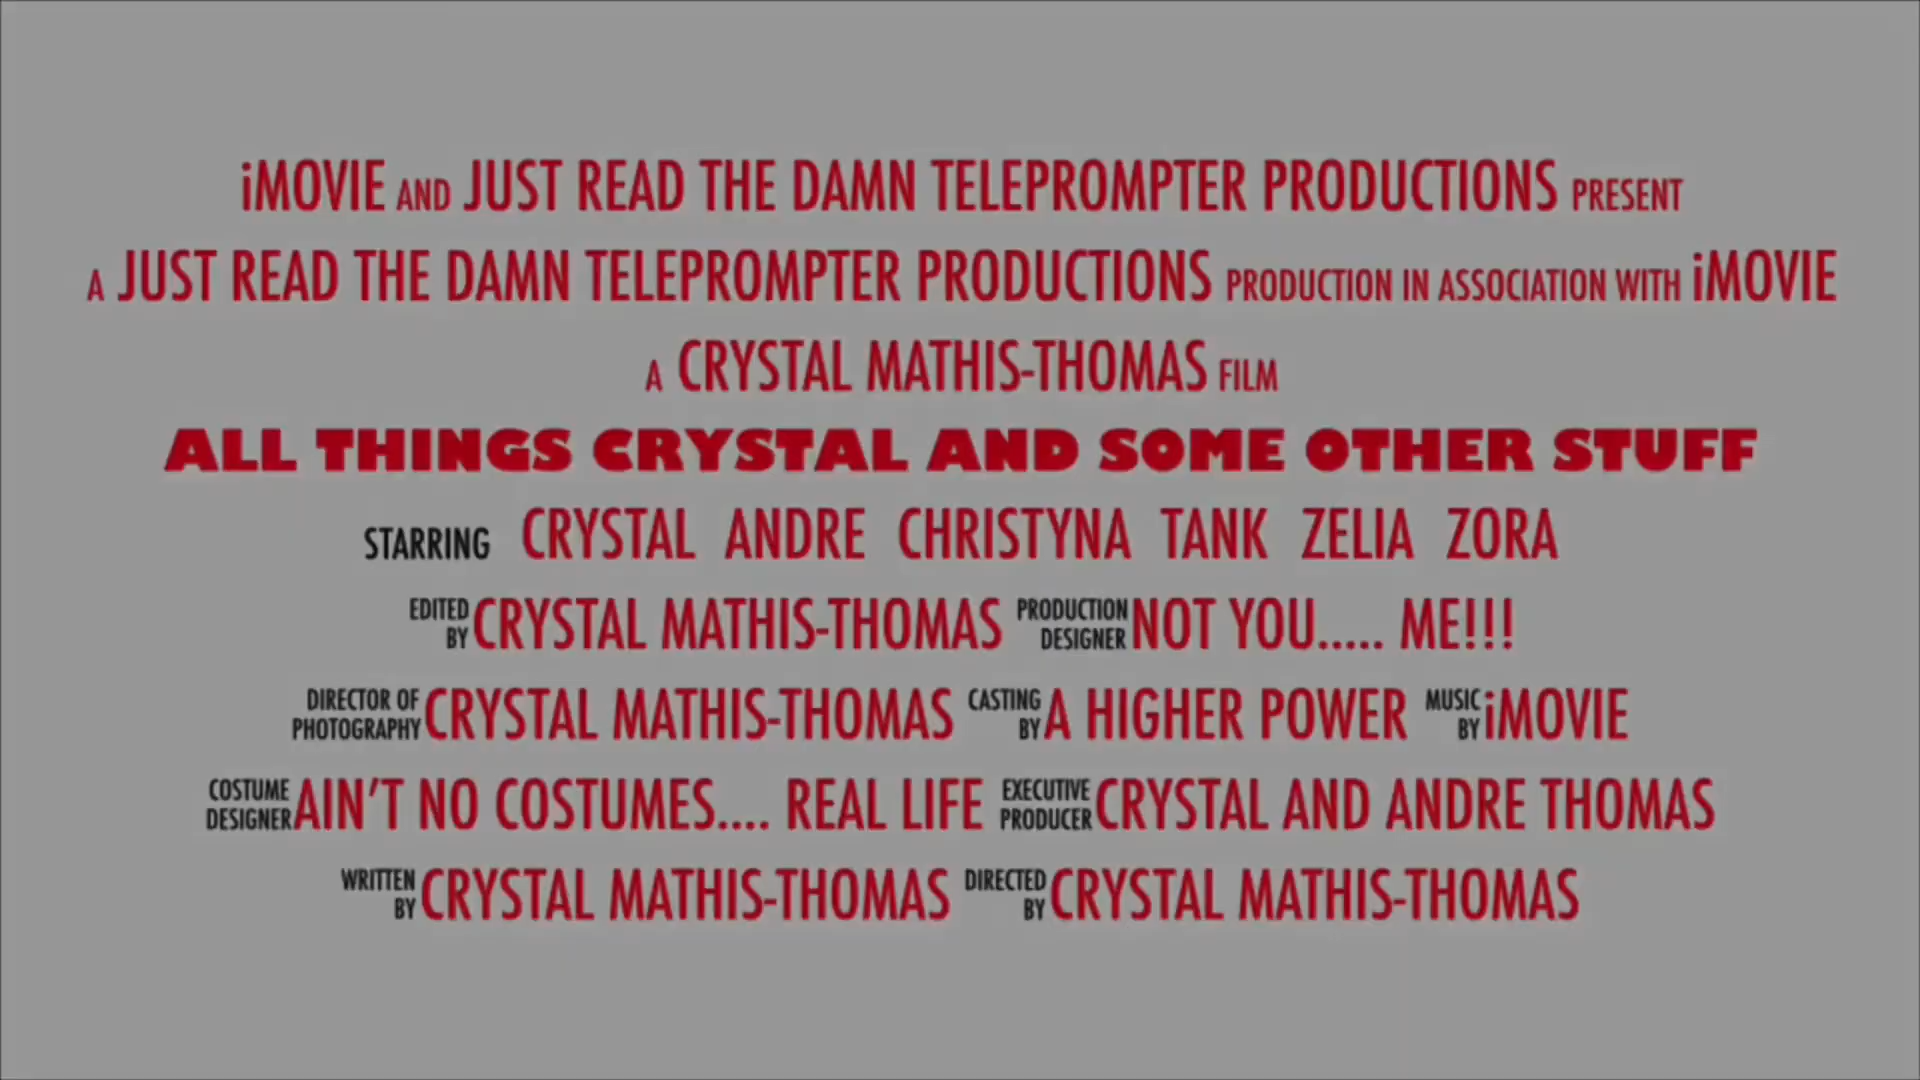 iMOVIE AND JUST READ THE DAMN TELEPROMPTER PRODUCTIONS PRESENT
A JUST READ THE DAMN TELEPROMPTER PRODUCTIONS PRODUCTION IN ASSOCIATION WITH iMOVIE
A CRYSTAL MATHIS-THOMAS FILM
ALL THINGS CRYSTAL AND SOME OTHER STUFF
STARRING CRYSTAL ANDRE CHRISTYNA TANK ZELIA ZORA
EDITED BY CRYSTAL MATHIS-THOMAS PRODUCTION DESIGNER NOT YOU..... ME!!!
DIRECTOR OF PHOTOGRAPHY CRYSTAL MATHIS-THOMAS CASTING BY A HIGHER POWER MUSIC BY iMOVIE
COSTUME DESIGNER AIN'T NO COSTUMES.... REAL LIFE EXECUTIVE PRODUCER CRYSTAL AND ANDRE THOMAS
WRITTEN BY CRYSTAL MATHIS-THOMAS DIRECTED BY CRYSTAL MATHIS-THOMAS